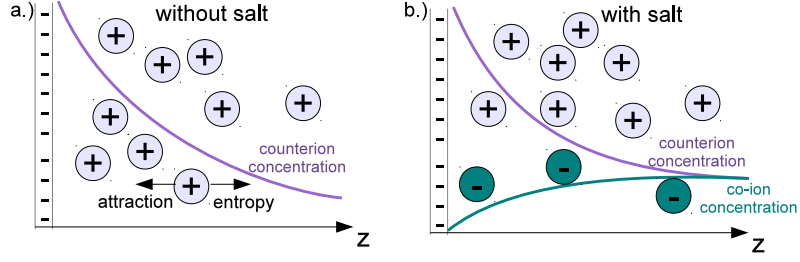 a.)
without salt
+
+
+
+
+
+
+
+
+
counterion
concentration
attraction
entropy
z
b.)
with salt
+
+
+
+
+
+
+
+
counterion
concentration
-
-
-
co-ion
concentration
z